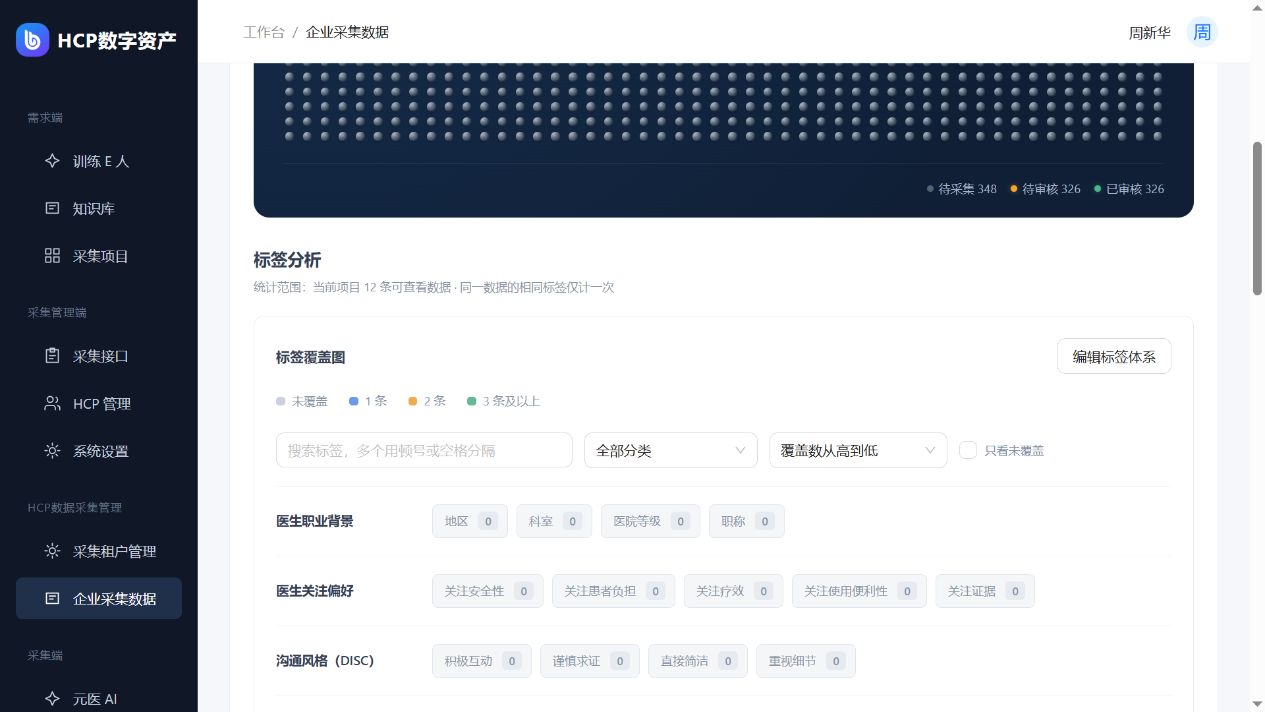 HCP数字资产
工作台 / 企业采集数据
周新华 周
需求端
训练 E 人
知识库
采集项目
采集管理端
采集接口
HCP 管理
系统设置
HCP数据采集管理
采集租户管理
企业采集数据
采集端
元医 AI
待采集 348 待审核 326 已审核 326
标签分析
统计范围：当前项目 12 条可查看数据 · 同一数据的相同标签仅计一次
标签覆盖图
编辑标签体系
未覆盖 1 条 2 条 3 条及以上
搜索标签，多个用顿号或空格分隔 全部分类 覆盖数从高到低 只看未覆盖
医生职业背景 地区 0 科室 0 医院等级 0 职称 0
医生关注偏好 关注安全性 0 关注患者负担 0 关注疗效 0 关注使用便利性 0 关注证据 0
沟通风格（DISC） 积极互动 0 谨慎求证 0 直接简洁 0 重视细节 0